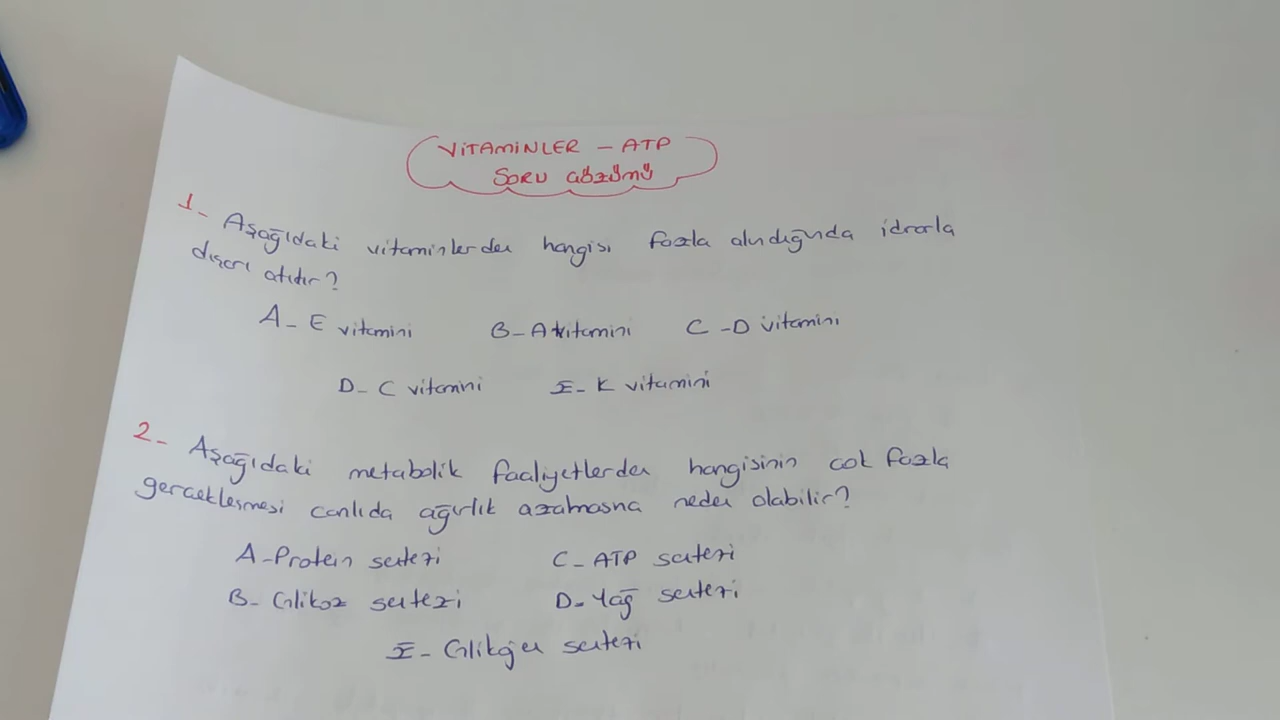 VİTAMİNLER – ATP
SORU ÇÖZÜMÜ
1- Aşağıdaki vitaminlerden hangisi fazla alındığında idrarla
dışarı atılır?
A- E vitamini B- A vitamini C -D vitamini
D- C vitamini E- K vitamini
2- Aşağıdaki metabolik faaliyetlerden hangisinin çok fazla
gerçekleşmesi canlıda ağırlık azalmasına neden olabilir?
A-Protein sentezi C- ATP sentezi
B- Glikoz sentezi D- Yağ sentezi
E- Glikojen sentezi